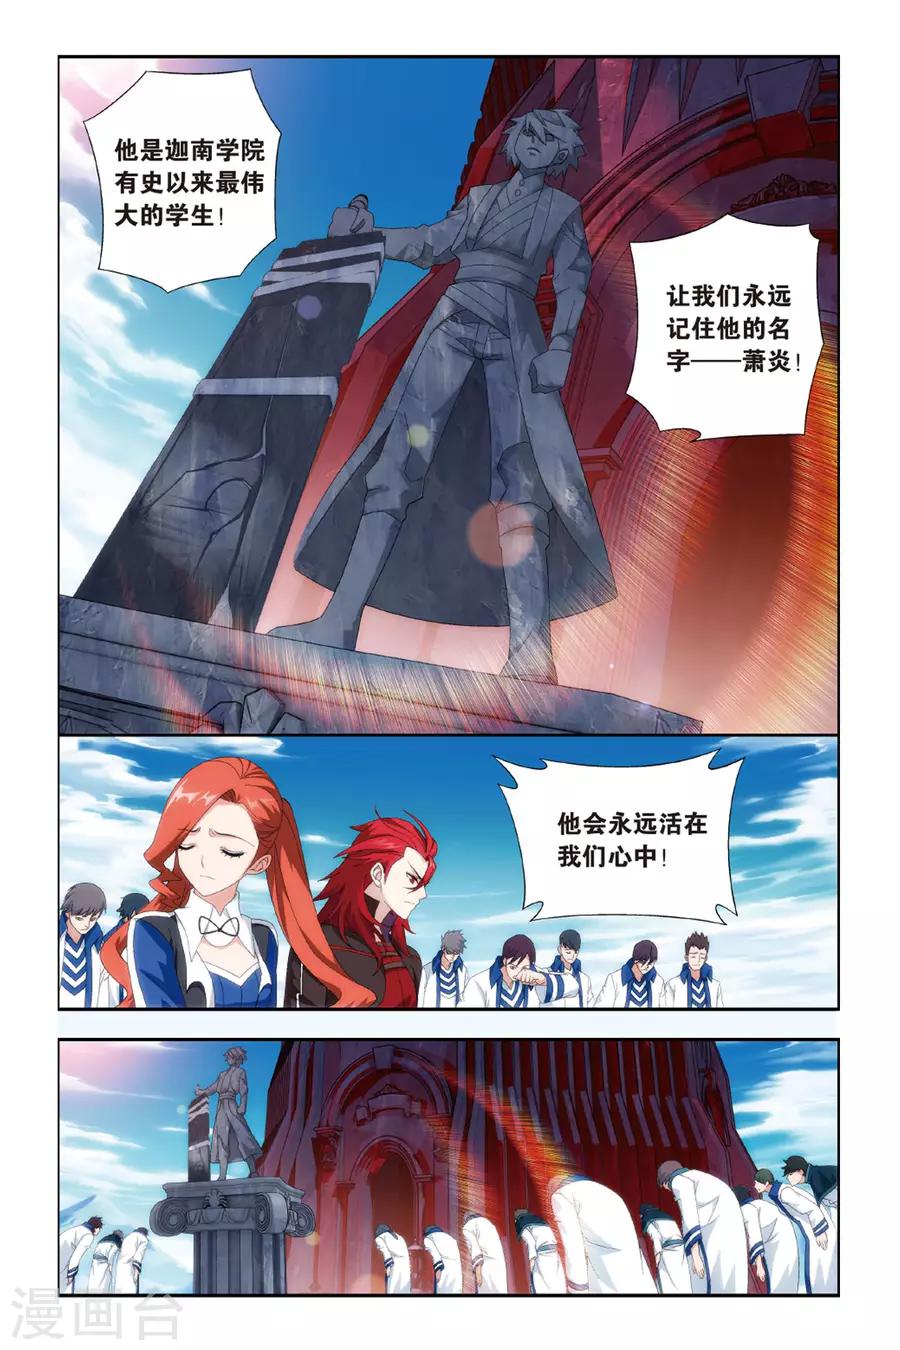 他是迦南学院
有史以来最伟
大的学生！
让我们永远
记住他的名
字——萧炎！
他会永远活在
我们心中！
漫画台